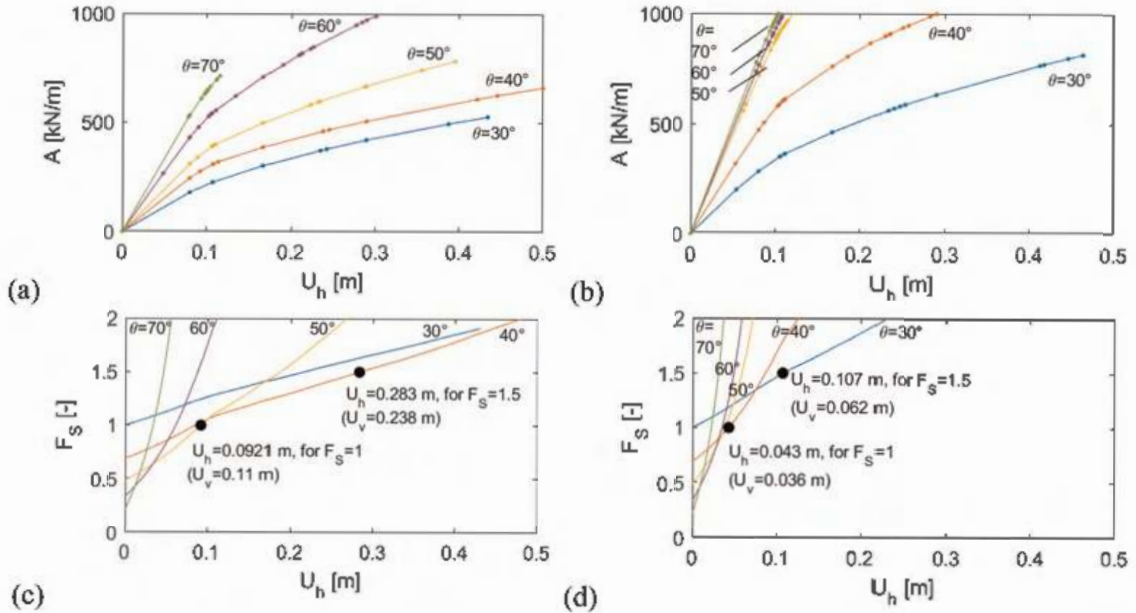 1000
500
0
A [kN/m]
θ=70°
θ=60°
θ=50°
θ=40°
θ=30°
0 0.1 0.2 0.3 0.4 0.5
U_h [m]
(a)
1000
500
0
A [kN/m]
θ=
70°
60°
50°
θ=40°
θ=30°
0 0.1 0.2 0.3 0.4 0.5
U_h [m]
(b)
2
1.5
1
0.5
0
F_S [-]
θ=70°
60°
50°
30°
40°
U_h=0.283 m, for F_S=1.5
(U_v=0.238 m)
U_h=0.0921 m, for F_S=1
(U_v=0.11 m)
0 0.1 0.2 0.3 0.4 0.5
U_h [m]
(c)
2
1.5
1
0.5
0
F_S [-]
θ=
70°
60°
50°
θ=40°
θ=30°
U_h=0.107 m, for F_S=1.5
(U_v=0.062 m)
U_h=0.043 m, for F_S=1
(U_v=0.036 m)
0 0.1 0.2 0.3 0.4 0.5
U_h [m]
(d)